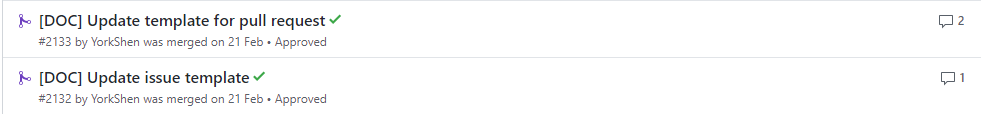 [DOC] Update template for pull request
2
#2133 by YorkShen was merged on 21 Feb • Approved
[DOC] Update issue template
1
#2132 by YorkShen was merged on 21 Feb • Approved